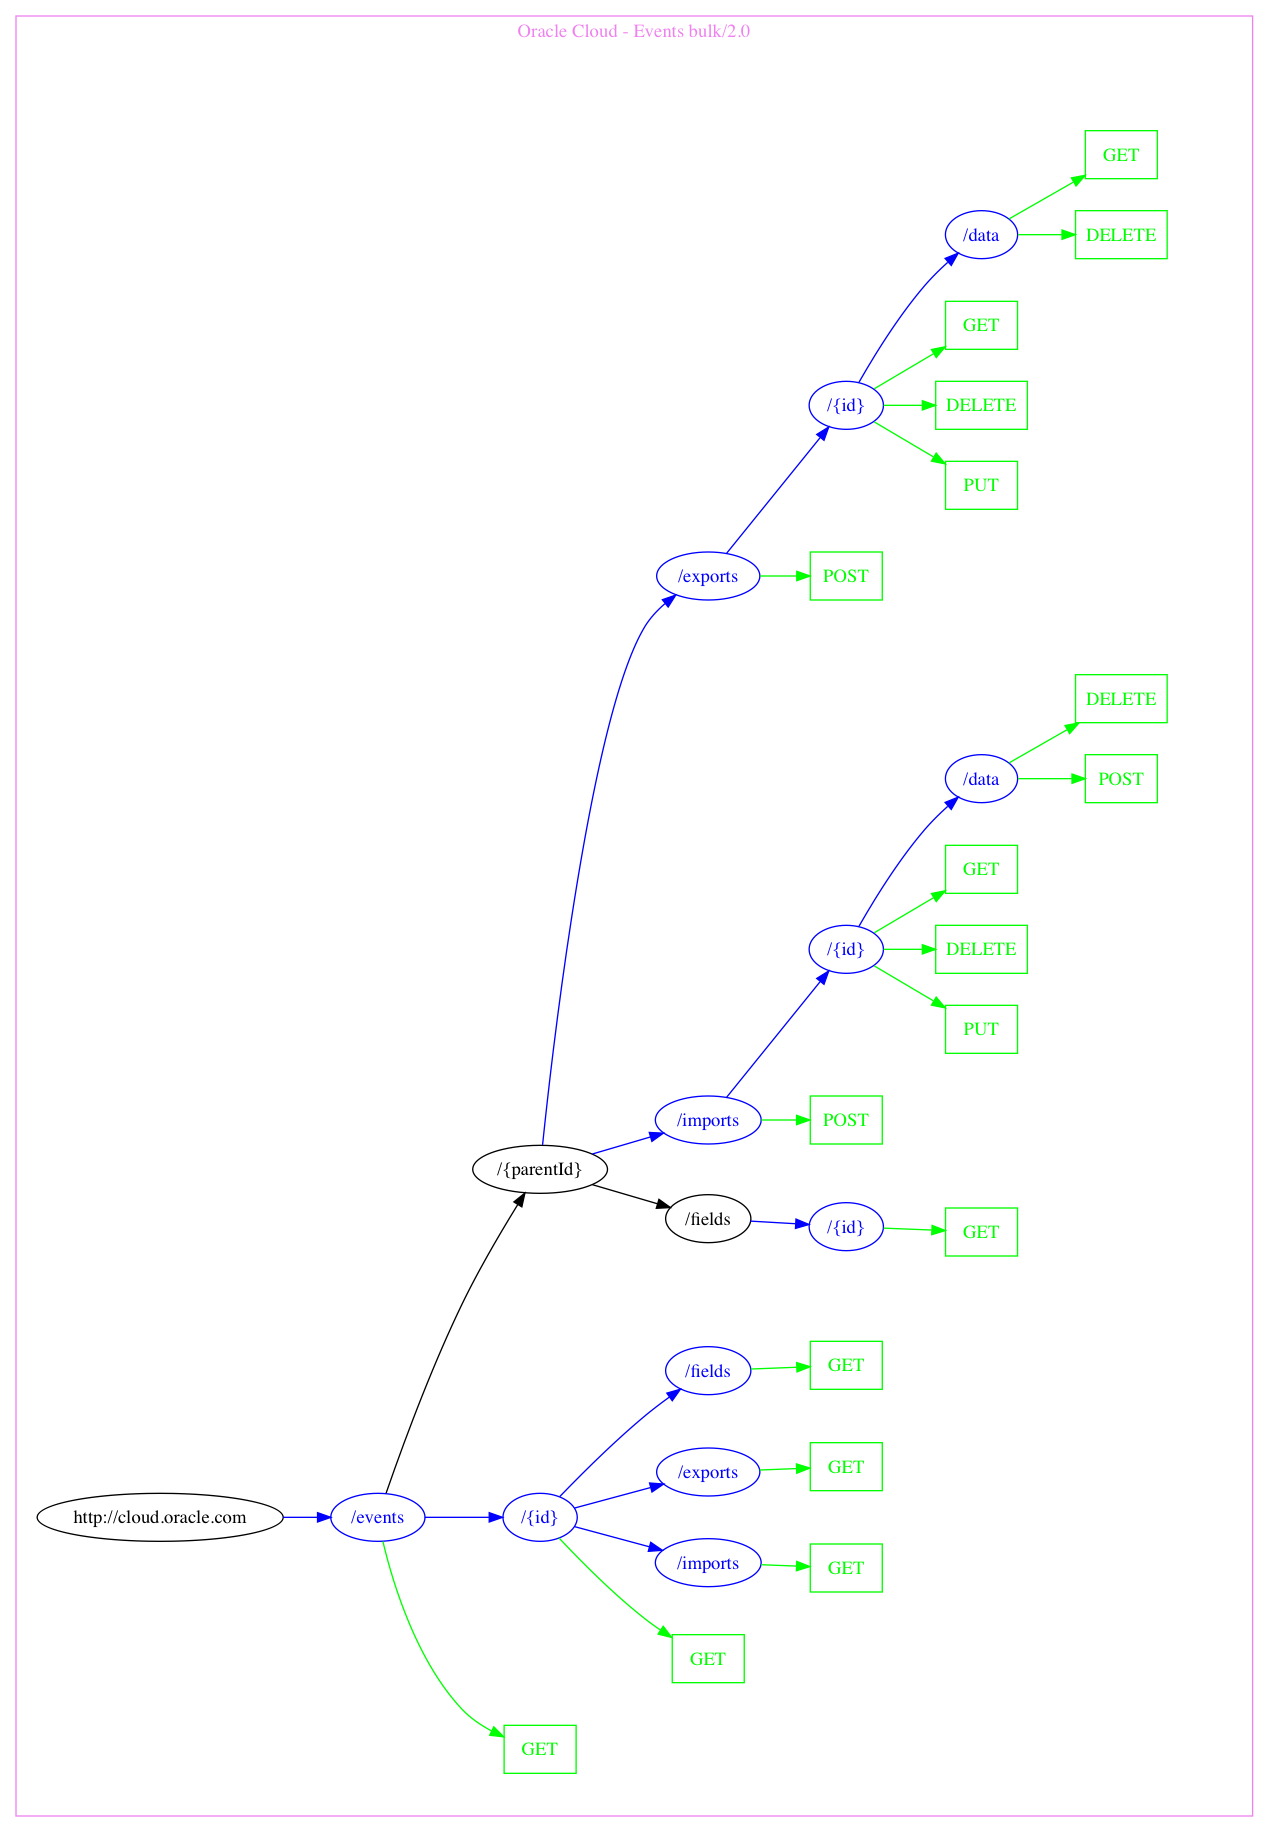 Oracle Cloud - Events bulk/2.0
GET
/data
DELETE
GET
/{id}
DELETE
PUT
/exports
POST
DELETE
/data
POST
GET
/{id}
DELETE
PUT
/imports
POST
/{parentId}
/fields
/{id}
GET
/fields
GET
/exports
GET
http://cloud.oracle.com
/events
/{id}
/imports
GET
GET
GET